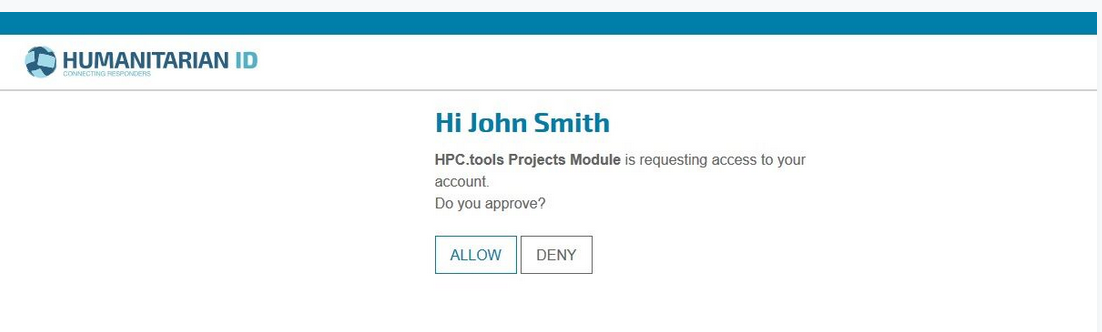 HUMANITARIAN ID
CONNECTING RESPONDERS
Hi John Smith
HPC.tools Projects Module is requesting access to your
account.
Do you approve?
ALLOW DENY